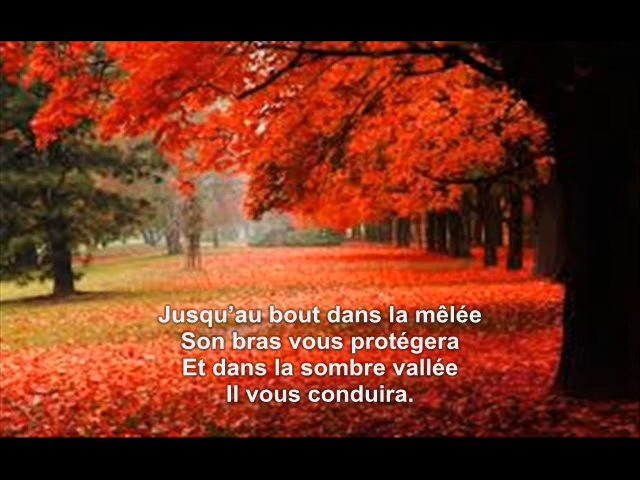 Jusqu’au bout dans la mêlée
Son bras vous protégera
Et dans la sombre vallée
Il vous conduira.